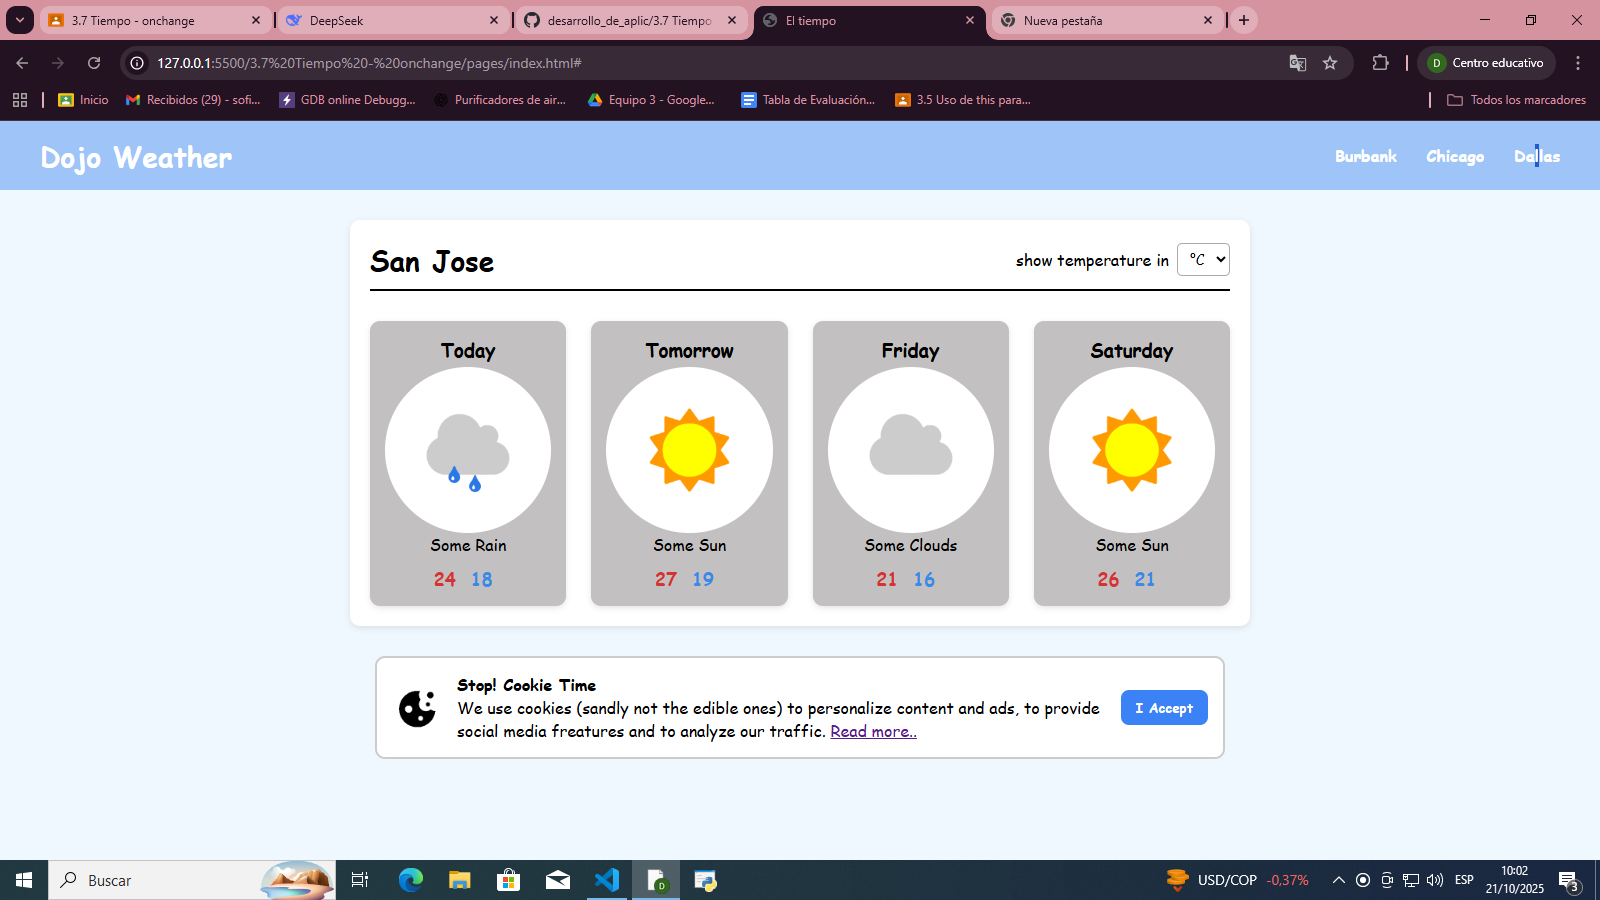 3.7 Tiempo - onchange
DeepSeek
desarrollo_de_aplic/3.7 Tiempo
El tiempo
Nueva pestaña
127.0.0.1:5500/3.7%20Tiempo%20-%20onchange/pages/index.html#
D
Centro educativo
Inicio
Recibidos (29) - sofi...
GDB online Debugg...
Purificadores de air...
Equipo 3 - Google...
Tabla de Evaluación...
3.5 Uso de this para...
Todos los marcadores
Dojo Weather
Burbank
Chicago
Dallas
San Jose
show temperature in
°C
Today
Tomorrow
Friday
Saturday
Some Rain
Some Sun
Some Clouds
Some Sun
24 18
27 19
21 16
26 21
Stop! Cookie Time
We use cookies (sandly not the edible ones) to personalize content and ads, to provide
social media freatures and to analyze our traffic. Read more..
I Accept
Buscar
D
USD/COP -0,37%
ESP
10:02
21/10/2025
3